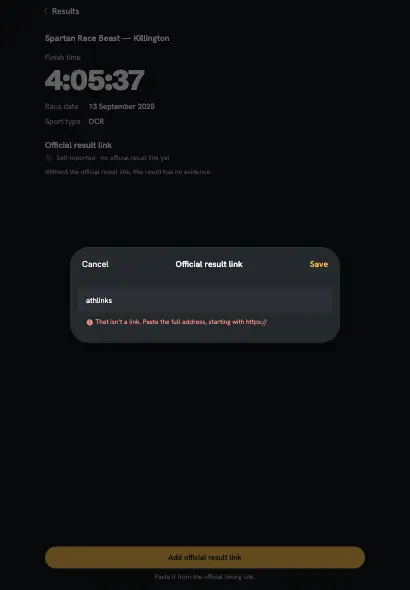 Results
Spartan Race Beast — Killington
Finish time
4:05:37
Race date 13 September 2025
Sport type OCR
Official result link
Self-reported · no official result link yet
Without the official result link, this result has no evidence.
Cancel Official result link Save
athlinks
That isn't a link. Paste the full address, starting with https://
Add official result link
Paste it from the official timing site.